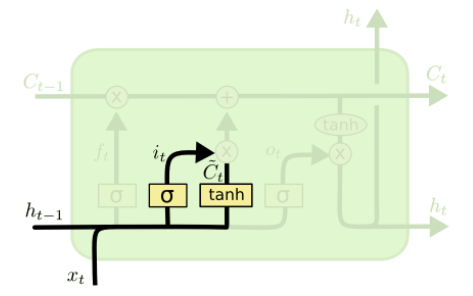 h_t
C_{t-1} x + C_t
tanh
f_t i_t C̃_t x o_t x
σ σ tanh σ
h_{t-1} h_t
x_t